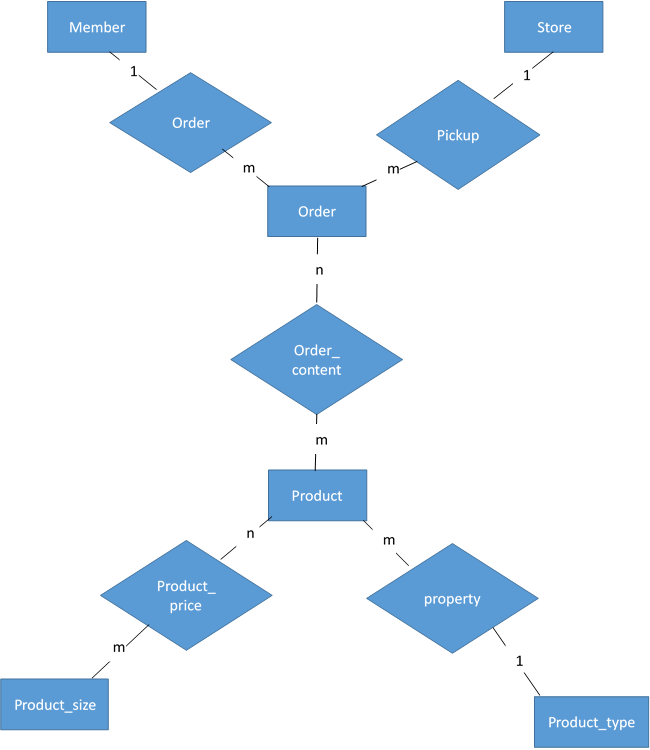 Member
Store
1
1
Order
Pickup
m
m
Order
n
Order_
content
m
Product
n
m
Product_
price
property
m
1
Product_size
Product_type